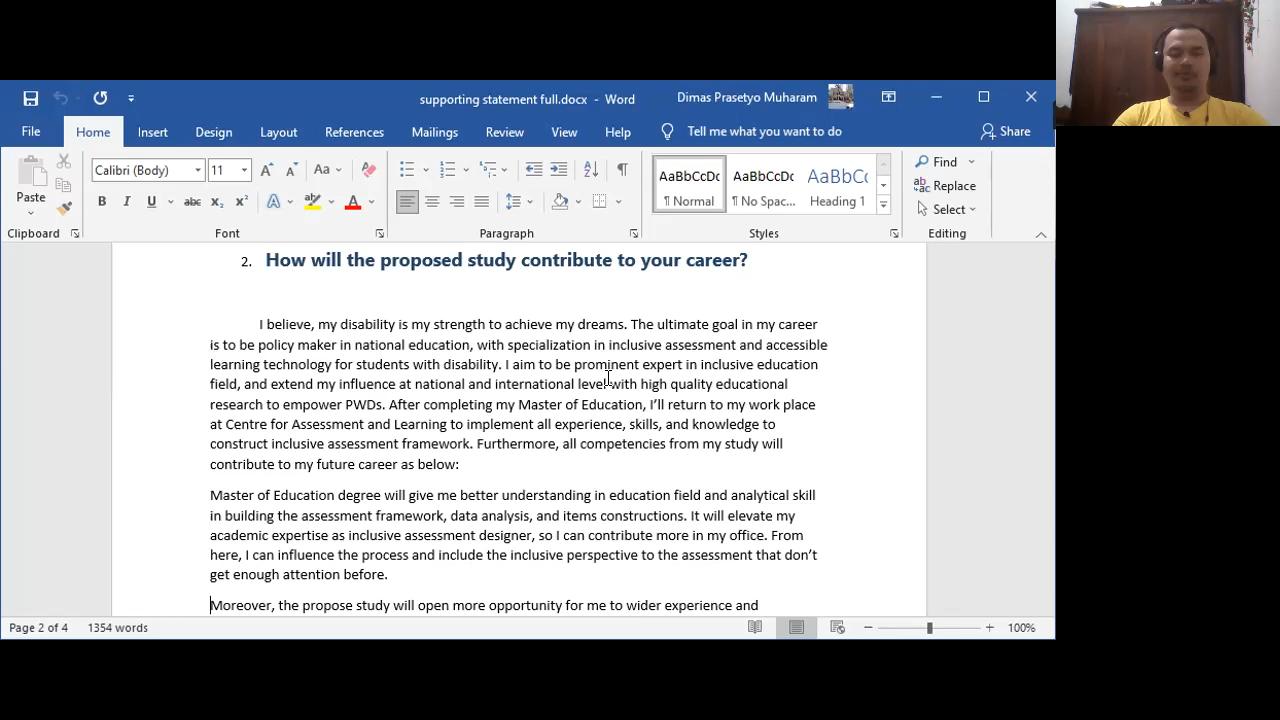 supporting statement full.docx - Word
Dimas Prasetyo Muharam
File Home Insert Design Layout References Mailings Review View Help Tell me what you want to do Share
Calibri (Body) 11 Aa
Find
Paste
B I U abc x₂ x² A A
AaBbCcDc AaBbCcDc AaBbCc
Replace
¶ Normal ¶ No Spac... Heading 1
Select
Clipboard Font Paragraph Styles Editing
2. How will the proposed study contribute to your career?
I believe, my disability is my strength to achieve my dreams. The ultimate goal in my career
is to be policy maker in national education, with specialization in inclusive assessment and accessible
learning technology for students with disability. I aim to be prominent expert in inclusive education
field, and extend my influence at national and international level with high quality educational
research to empower PWDs. After completing my Master of Education, I’ll return to my work place
at Centre for Assessment and Learning to implement all experience, skills, and knowledge to
construct inclusive assessment framework. Furthermore, all competencies from my study will
contribute to my future career as below:
Master of Education degree will give me better understanding in education field and analytical skill
in building the assessment framework, data analysis, and items constructions. It will elevate my
academic expertise as inclusive assessment designer, so I can contribute more in my office. From
here, I can influence the process and include the inclusive perspective to the assessment that don’t
get enough attention before.
Moreover, the propose study will open more opportunity for me to wider experience and
Page 2 of 4 1354 words 100%